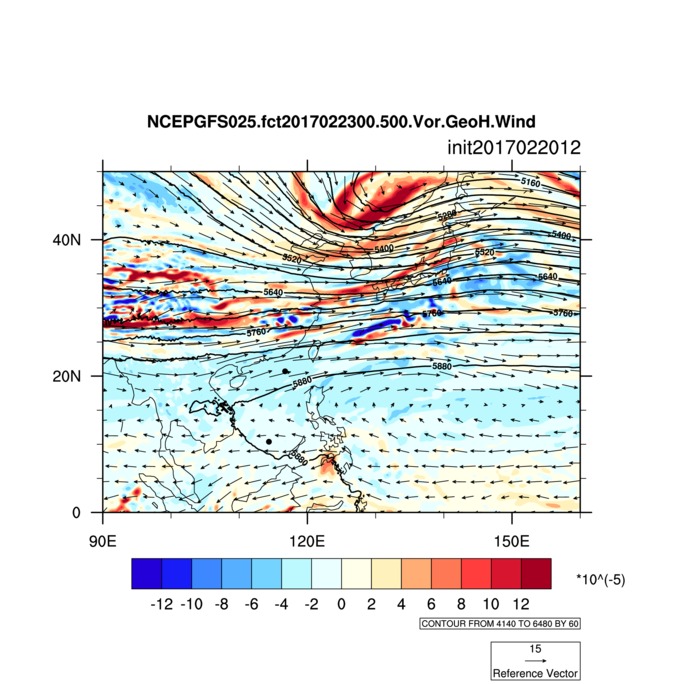 NCEPGFS025.fct2017022300.500.Vor.GeoH.Wind
init2017022012
5160
5280
5400
5400
5520
5520
5640
5640
5640
5760
5760
5760
5880
5880
5880
40N
20N
0
90E 120E 150E
-12 -10 -8 -6 -4 -2 0 2 4 6 8 10 12
*10^(-5)
CONTOUR FROM 4140 TO 6480 BY 60
15
Reference Vector